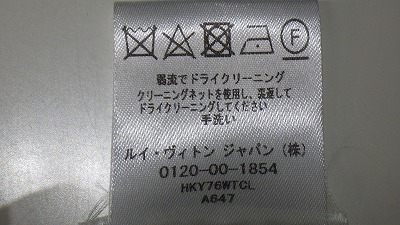 F
弱流でドライクリーニング
クリーニングネットを使用し、裏返して
ドライクリーニングしてください
手洗い
ルイ・ヴィトン ジャパン (株)
0120-00-1854
HKY76WTCL
A647